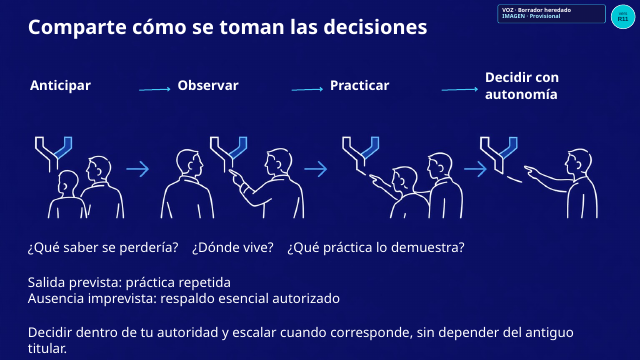 Comparte cómo se toman las decisiones
VOZ · Borrador heredado
IMAGEN · Provisional
R11
Anticipar
Observar
Practicar
Decidir con
autonomía
¿Qué saber se perdería? ¿Dónde vive? ¿Qué práctica lo demuestra?
Salida prevista: práctica repetida
Ausencia imprevista: respaldo esencial autorizado
Decidir dentro de tu autoridad y escalar cuando corresponde, sin depender del antiguo
titular.